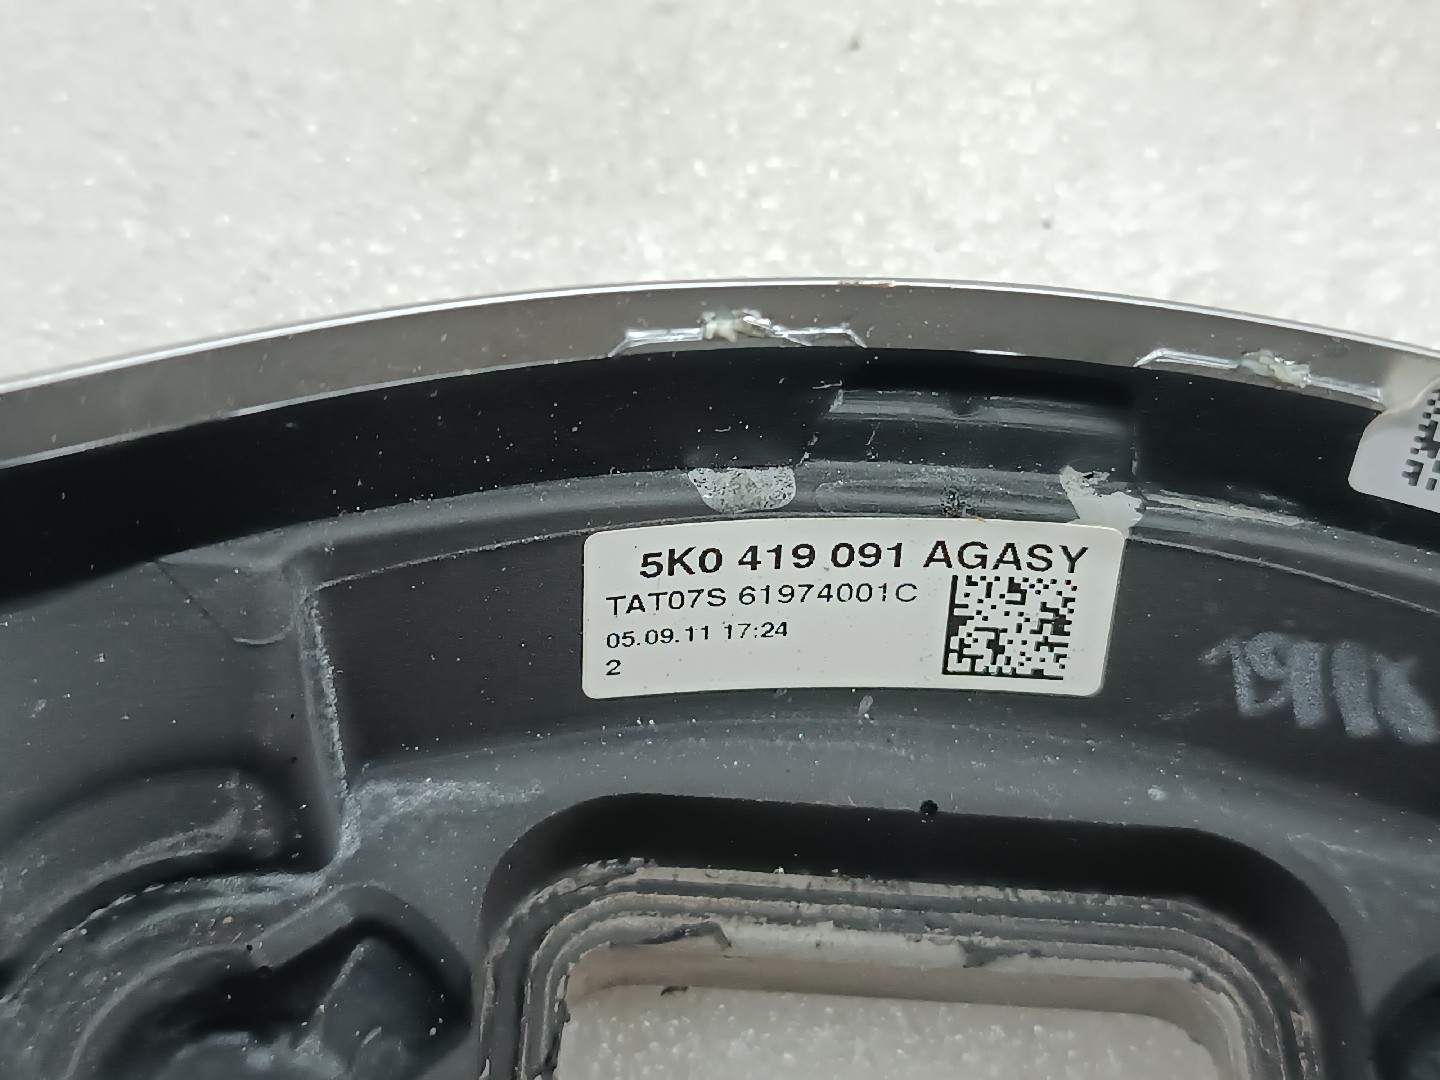 5K0 419 091 AGASY
TAT07S 61974001C
05.09.11 17:24
2